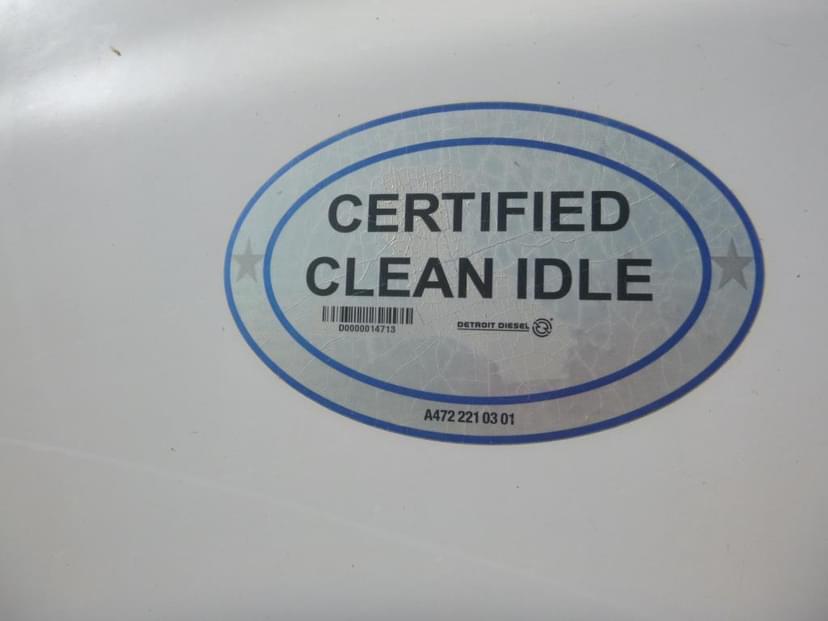 CERTIFIED
CLEAN IDLE
D0000014713
DETROIT DIESEL
A472 221 03 01